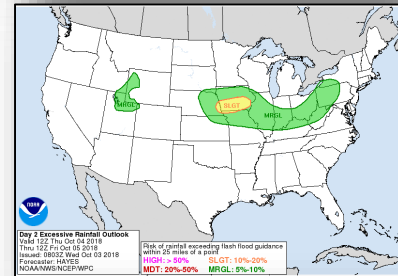 MRGL
SLGT
MRGL
NOAA
Day 2 Excessive Rainfall Outlook
Valid 12Z Thu Oct 04 2018
Thru 12Z Fri Oct 05 2018
Issued: 0803Z Wed Oct 03 2018
Forecaster: HAYES
NOAA/NWS/NCEP/WPC
Risk of rainfall exceeding flash flood guidance
within 25 miles of a point
HIGH: > 50% SLGT: 10%-20%
MDT: 20%-50% MRGL: 5%-10%